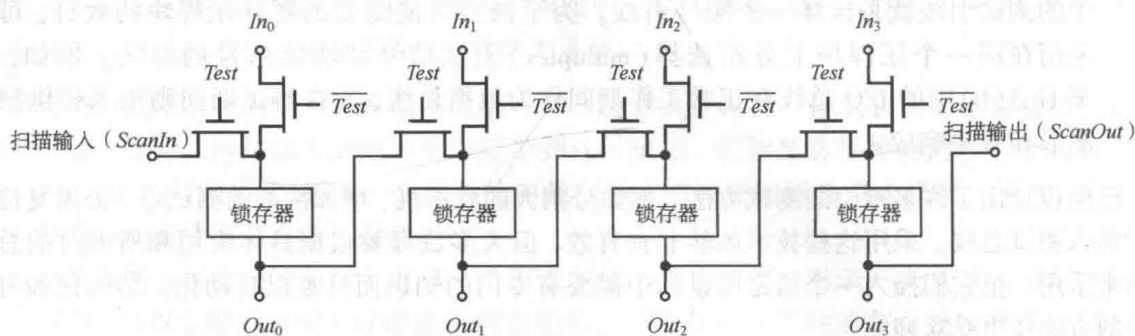 In₀ In₁ In₂ In₃
Test Test Test Test
Test Test Test Test
扫描输入（ScanIn） 扫描输出（ScanOut）
锁存器 锁存器 锁存器 锁存器
Out₀ Out₁ Out₂ Out₃